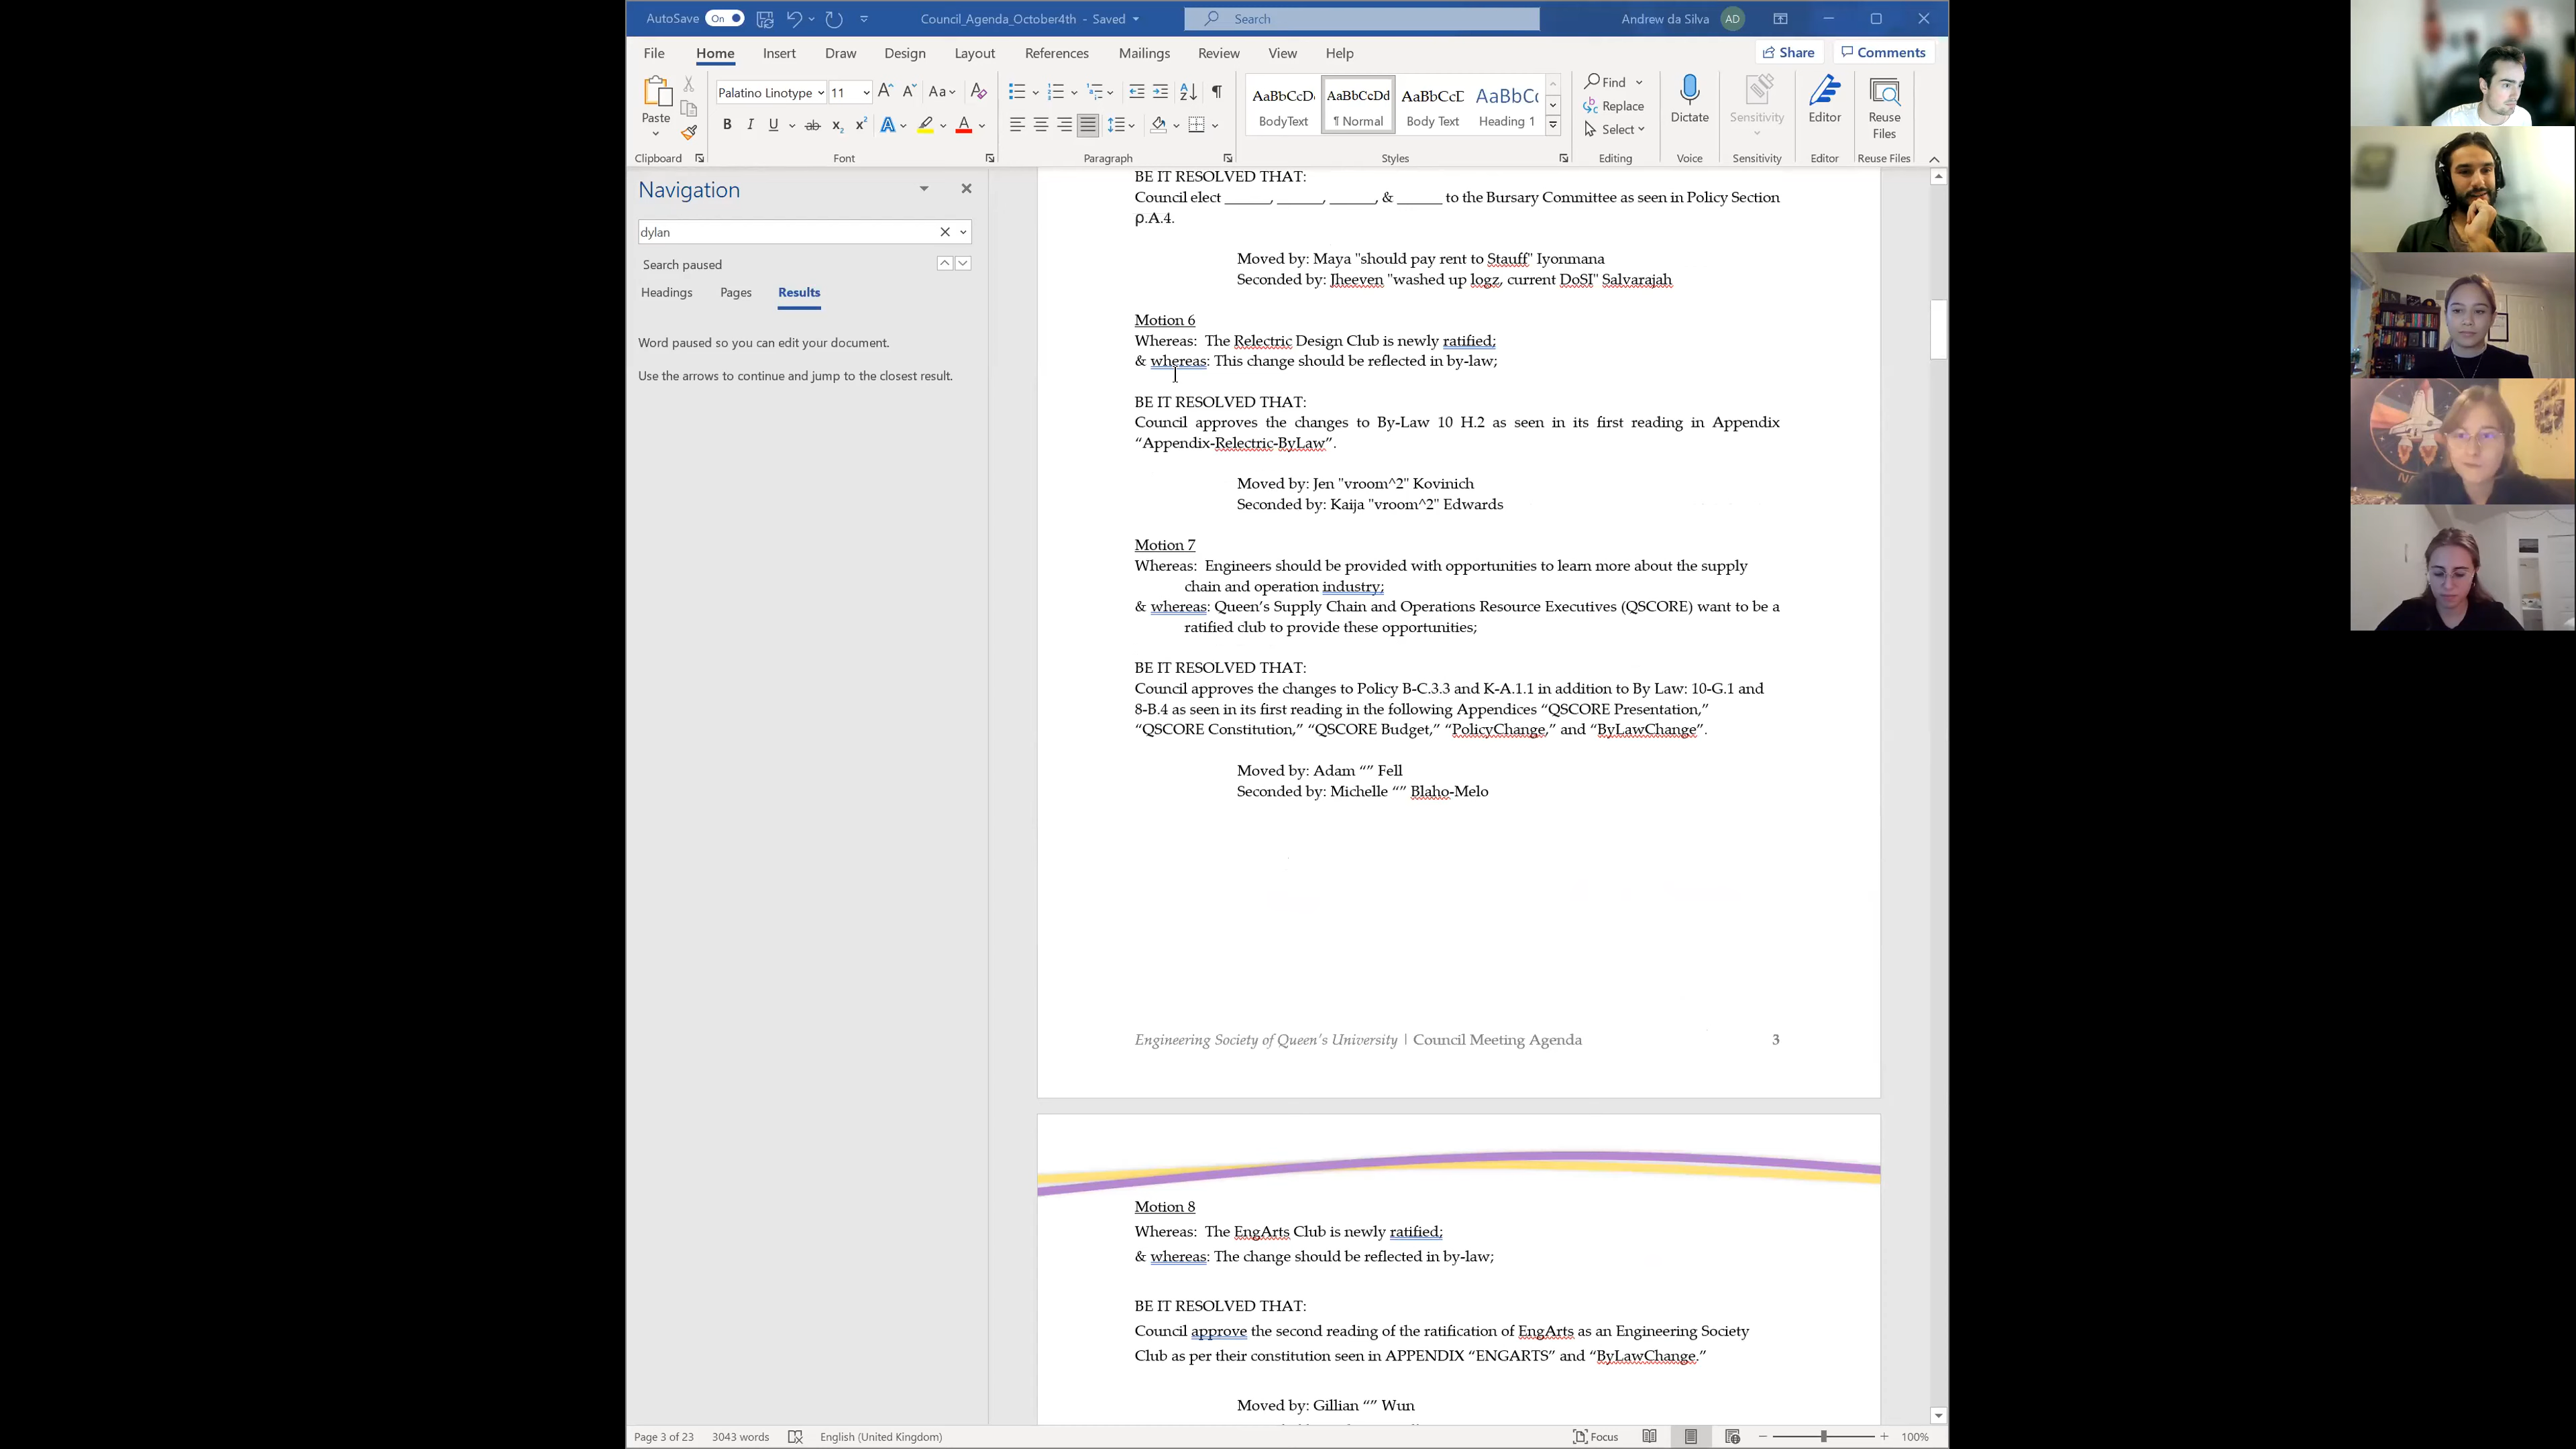 AutoSave On Council_Agenda_October4th - Saved Search Andrew da Silva AD
File Home Insert Draw Design Layout References Mailings Review View Help Share Comments
Paste Palatino Linotype 11 Aa AaBbCcD AaBbCcDd AaBbCcD AaBbCc Find Replace Select Dictate Sensitivity Editor Reuse Files
BodyText ¶ Normal Body Text Heading 1
Clipboard Font Paragraph Styles Editing Voice Sensitivity Editor Reuse Files
Navigation
dylan
Search paused
Headings Pages Results
Word paused so you can edit your document.
Use the arrows to continue and jump to the closest result.
BE IT RESOLVED THAT:
Council elect ______, ______, ______, & ______ to the Bursary Committee as seen in Policy Section
ρ.A.4.
Moved by: Maya "should pay rent to Stauff" Iyonmana
Seconded by: Jheeven "washed up logz, current DoSI" Salvarajah
Motion 6
Whereas: The Relectric Design Club is newly ratified;
& whereas: This change should be reflected in by-law;
BE IT RESOLVED THAT:
Council approves the changes to By-Law 10 H.2 as seen in its first reading in Appendix
“Appendix-Relectric-ByLaw”.
Moved by: Jen "vroom^2" Kovinich
Seconded by: Kaija "vroom^2" Edwards
Motion 7
Whereas: Engineers should be provided with opportunities to learn more about the supply
chain and operation industry;
& whereas: Queen’s Supply Chain and Operations Resource Executives (QSCORE) want to be a
ratified club to provide these opportunities;
BE IT RESOLVED THAT:
Council approves the changes to Policy B-C.3.3 and K-A.1.1 in addition to By Law: 10-G.1 and
8-B.4 as seen in its first reading in the following Appendices “QSCORE Presentation,”
“QSCORE Constitution,” “QSCORE Budget,” “PolicyChange,” and “ByLawChange”.
Moved by: Adam “” Fell
Seconded by: Michelle “” Blaho-Melo
Engineering Society of Queen’s University | Council Meeting Agenda 3
Motion 8
Whereas: The EngArts Club is newly ratified;
& whereas: The change should be reflected in by-law;
BE IT RESOLVED THAT:
Council approve the second reading of the ratification of EngArts as an Engineering Society
Club as per their constitution seen in APPENDIX “ENGARTS” and “ByLawChange.”
Moved by: Gillian “” Wun
Page 3 of 23 3043 words English (United Kingdom) Focus 100%